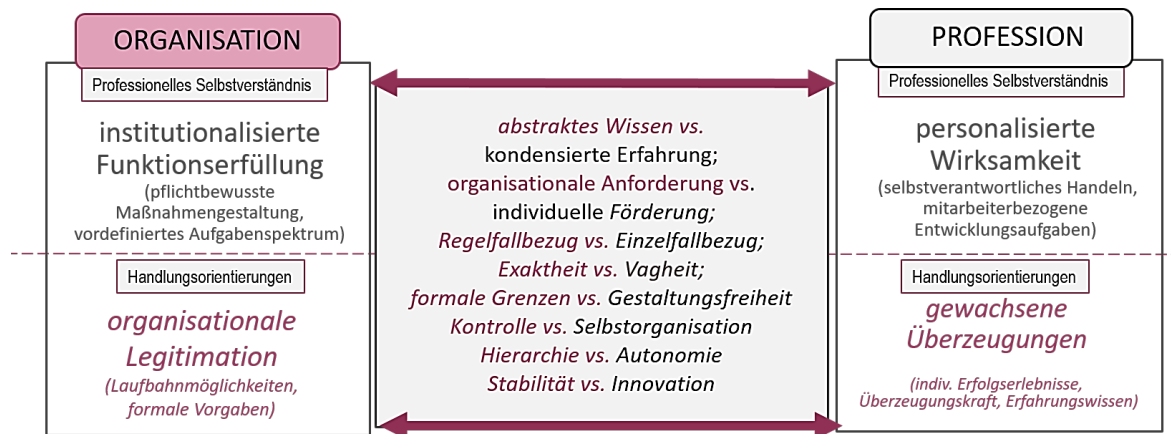 ORGANISATION
Professionelles Selbstverständnis
institutionalisierte
Funktionserfüllung
(pflichtbewusste
Maßnahmengestaltung,
vordefiniertes Aufgabenspektrum)
Handlungsorientierungen
organisationale
Legitimation
(Laufbahnmöglichkeiten,
formale Vorgaben)
abstraktes Wissen vs.
kondensierte Erfahrung;
organisationale Anforderung vs.
individuelle Förderung;
Regelfallbezug vs. Einzelfallbezug;
Exaktheit vs. Vagheit;
formale Grenzen vs. Gestaltungsfreiheit
Kontrolle vs. Selbstorganisation
Hierarchie vs. Autonomie
Stabilität vs. Innovation
PROFESSION
Professionelles Selbstverständnis
personalisierte
Wirksamkeit
(selbstverantwortliches Handeln,
mitarbeiterbezogene
Entwicklungsaufgaben)
Handlungsorientierungen
gewachsene
Überzeugungen
(indiv. Erfolgserlebnisse,
Überzeugungskraft, Erfahrungswissen)